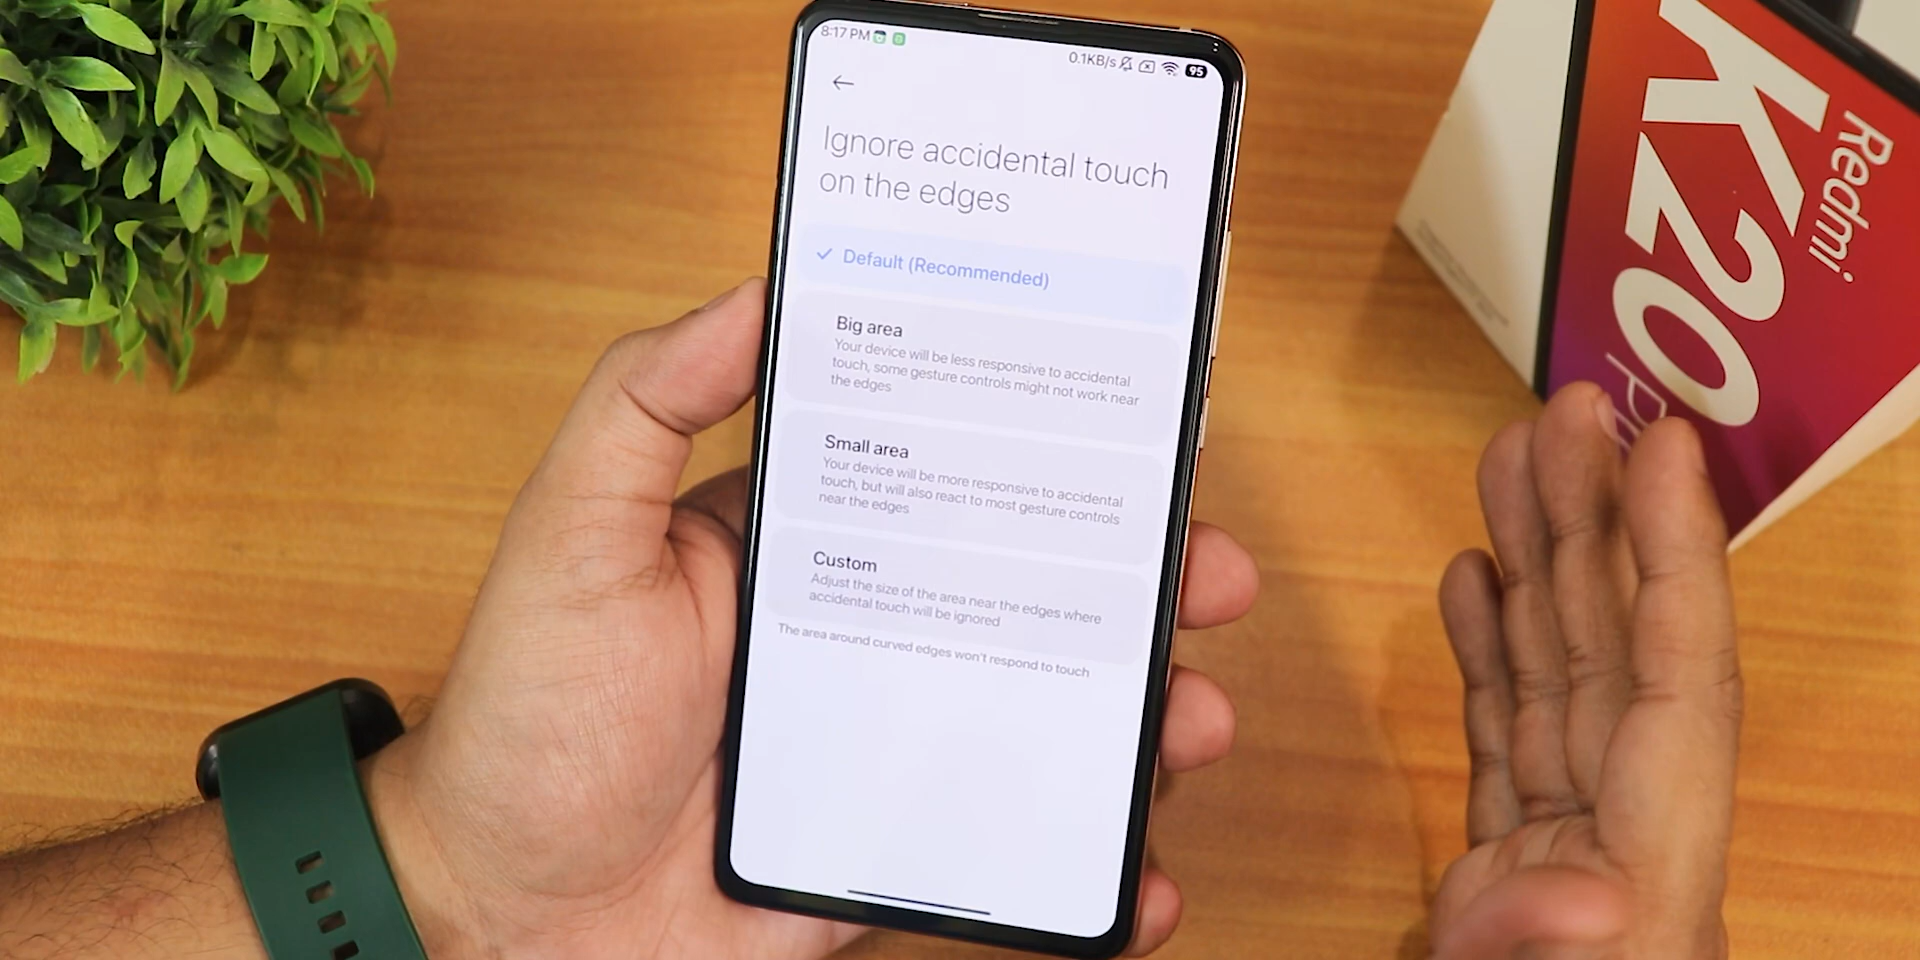 8:17 PM
0.1KB/s
95
Ignore accidental touch
on the edges
Default (Recommended)
Big area
Your device will be less responsive to accidental
touch, some gesture controls might not work near
the edges
Small area
Your device will be more responsive to accidental
touch, but will also react to most gesture controls
near the edges
Custom
Adjust the size of the area near the edges where
accidental touch will be ignored
The area around curved edges won't respond to touch
Redmi
K20